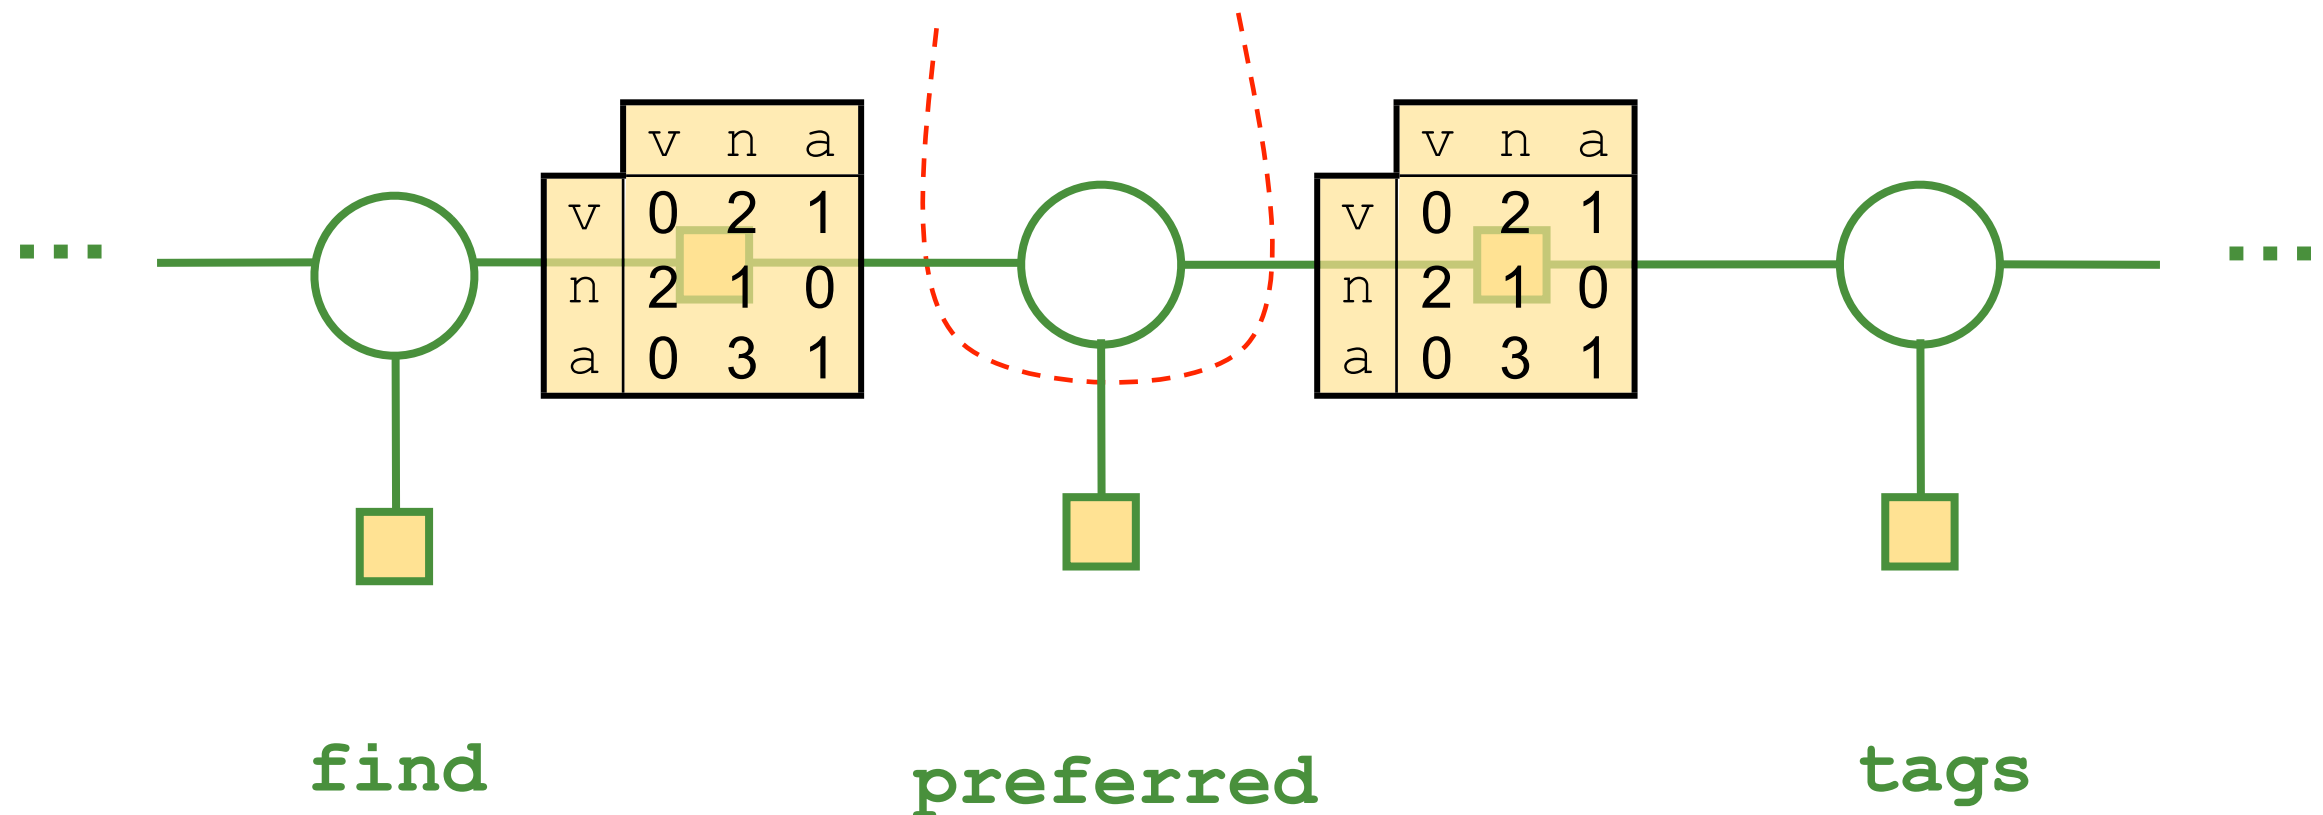 v n a v n a
v 0 2 1 v 0 2 1
... n 2 1 0 n 2 1 0 ...
a 0 3 1 a 0 3 1
find preferred tags